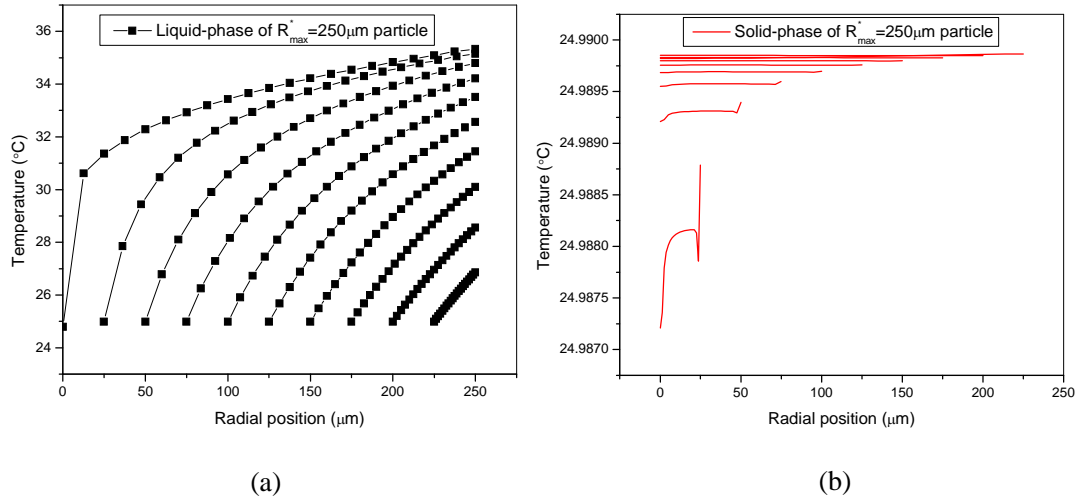 Liquid-phase of R*max=250μm particle
Temperature (°C)
36
34
32
30
28
26
24
0 50 100 150 200 250
Radial position (μm)
(a)
Solid-phase of R*max=250μm particle
Temperature (°C)
24.9900
24.9895
24.9890
24.9885
24.9880
24.9875
24.9870
0 50 100 150 200 250
Radial position (μm)
(b)